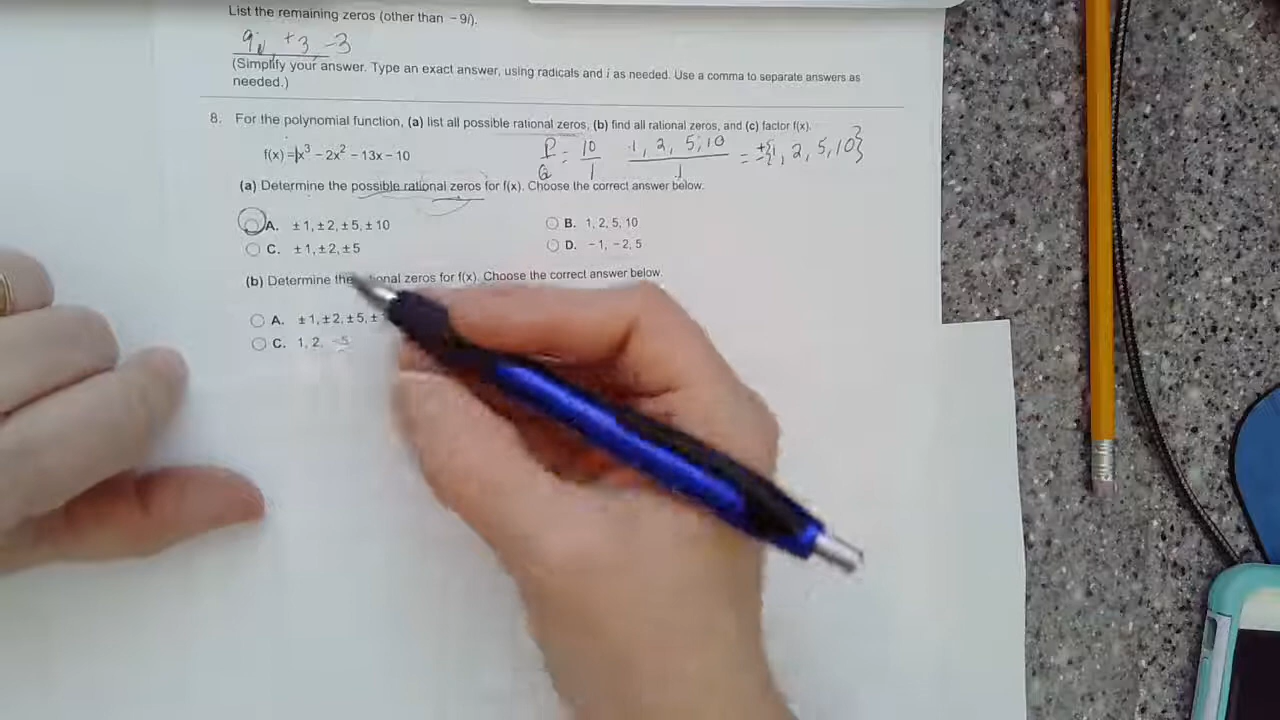 List the remaining zeros (other than − 9i).
9i, +3 −3
(Simplify your answer. Type an exact answer, using radicals and i as needed. Use a comma to separate answers as
needed.)
8. For the polynomial function, (a) list all possible rational zeros, (b) find all rational zeros, and (c) factor f(x).
f(x) = x³ − 2x² − 13x − 10
P/Q = 10/1 1, 2, 5, 10 / 1 = ±{1, 2, 5, 10}
(a) Determine the possible rational zeros for f(x). Choose the correct answer below.
A. ± 1, ± 2, ± 5, ± 10
B. 1, 2, 5, 10
C. ± 1, ± 2, ± 5
D. − 1, − 2, 5
(b) Determine the zeros for f(x). Choose the correct answer below.
A. ± 1, ± 2, ± 5, ±
C. 1, 2, − 5